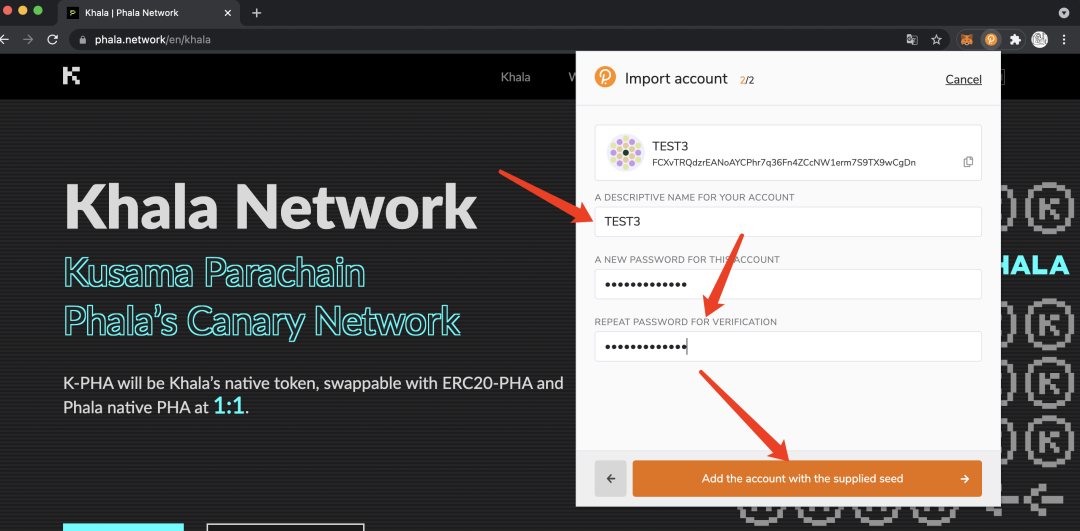 Khala | Phala Network
phala.network/en/khala
Khala
W
Import account 2/2
Cancel
TEST3
FCXvTRQdzrEANoAYCPhr7q36Fn4ZCcNW1erm7S9TX9wCgDn
A DESCRIPTIVE NAME FOR YOUR ACCOUNT
TEST3
A NEW PASSWORD FOR THIS ACCOUNT
•••••••••••••
REPEAT PASSWORD FOR VERIFICATION
•••••••••••••
Add the account with the supplied seed
Khala Network
Kusama Parachain
Phala's Canary Network
K-PHA will be Khala's native token, swappable with ERC20-PHA and
Phala native PHA at 1:1.
HALA